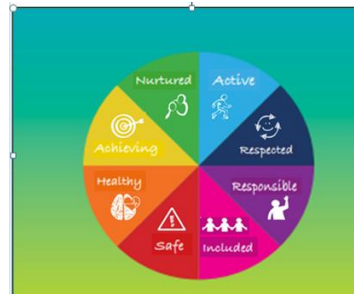 Nurtured
Active
Achieving
Respected
Healthy
Responsible
Safe
Included